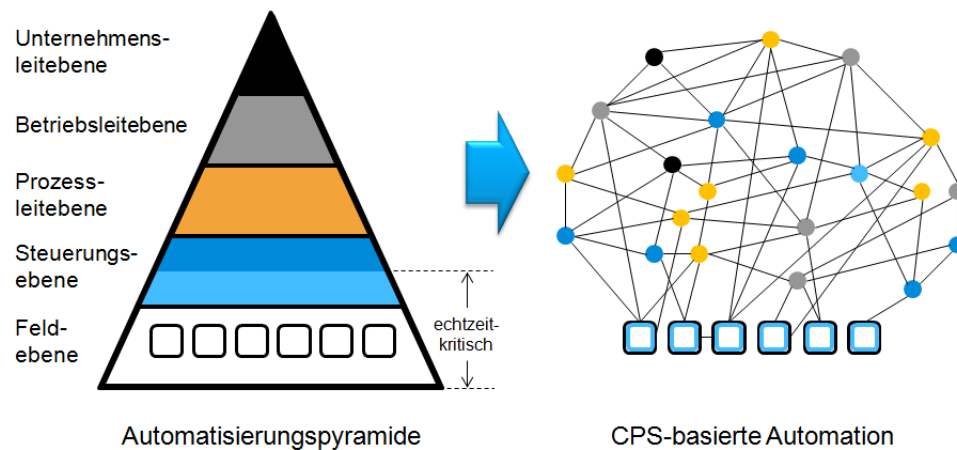 Unternehmens-
leitebene
Betriebsleitebene
Prozess-
leitebene
Steuerungs-
ebene
Feld-
ebene
echtzeit-
kritisch
Automatisierungspyramide
CPS-basierte Automation